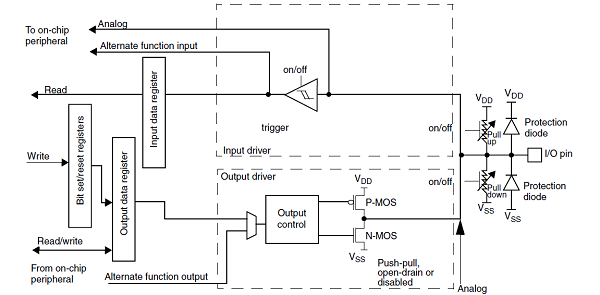 Analog
To on-chip
peripheral
Alternate function input
on/off
Read
Input data register
trigger
Input driver
on/off
VDD
VDD
Pull
up
Protection
diode
I/O pin
Write
Bit set/reset registers
Output data register
Output driver
VDD
on/off
Pull
down
Protection
diode
VSS
VSS
P-MOS
Output
control
N-MOS
VSS
Read/write
Push-pull,
open-drain or
disabled
From on-chip
peripheral
Alternate function output
Analog